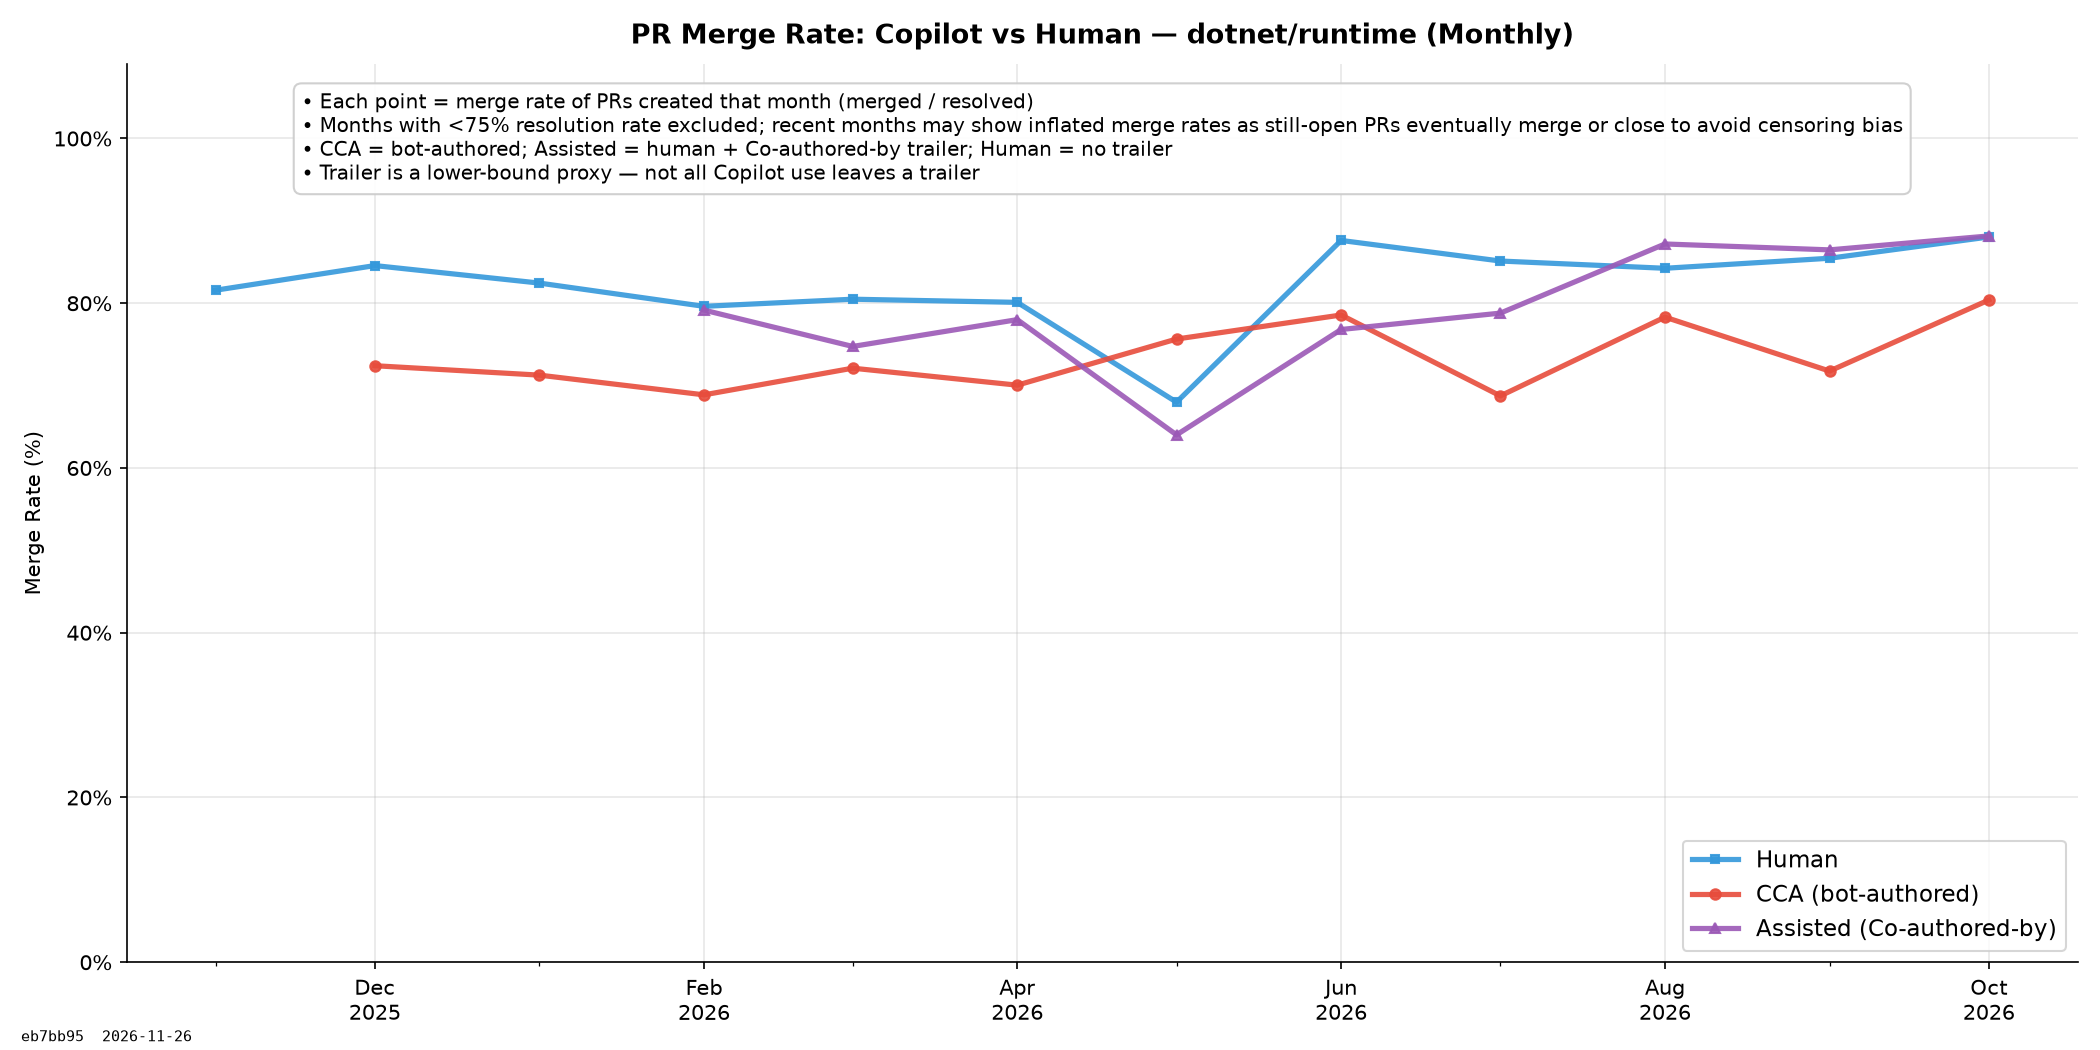 PR Merge Rate: Copilot vs Human — dotnet/runtime (Monthly)
• Each point = merge rate of PRs created that month (merged / resolved)
• Months with <75% resolution rate excluded; recent months may show inflated merge rates as still-open PRs eventually merge or close to avoid censoring bias
• CCA = bot-authored; Assisted = human + Co-authored-by trailer; Human = no trailer
• Trailer is a lower-bound proxy — not all Copilot use leaves a trailer
Merge Rate (%)
100%
80%
60%
40%
20%
0%
Human
CCA (bot-authored)
Assisted (Co-authored-by)
Dec
2025
Feb
2026
Apr
2026
Jun
2026
Aug
2026
Oct
2026
eb7bb95  2026-11-26